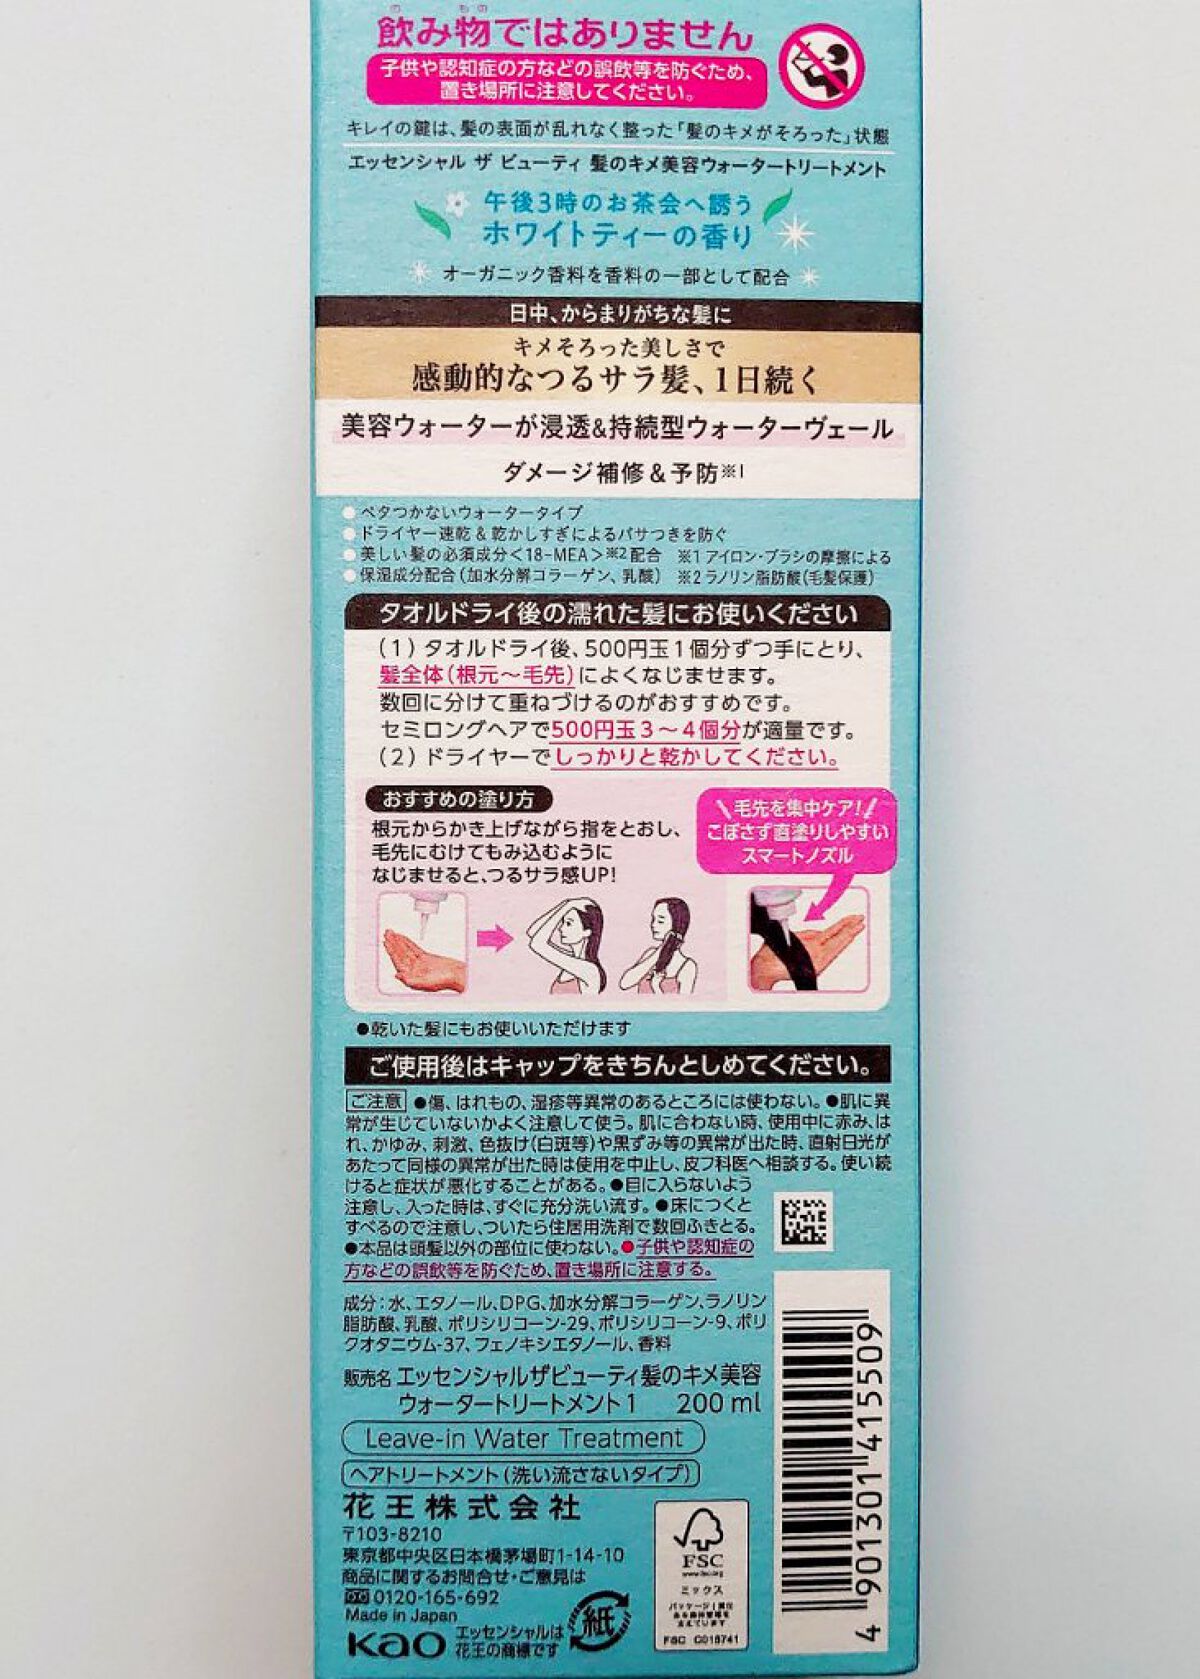 飲み物ではありません
子供や認知症の方などの誤飲等を防ぐため、
置き場所に注意してください。
キレイの鍵は、髪の表面が乱れなく整った「髪のキメがそろった」状態
エッセンシャル ザ ビューティ 髪のキメ美容ウォータートリートメント
午後3時のお茶会へ誘う
ホワイトティーの香り
オーガニック香料を香料の一部として配合
日中、からまりがちな髪に
キメそろった美しさで
感動的なつるサラ髪、1日続く
美容ウォーターが浸透&持続型ウォーターヴェール
ダメージ補修&予防※1
●ベタつかないウォータータイプ
●ドライヤー速乾&乾かしすぎによるパサつきを防ぐ
●美しい髪の必須成分<18-MEA>※2配合 ※1 アイロン・ブラシの摩擦による
●保湿成分配合(加水分解コラーゲン、乳酸) ※2 ラノリン脂肪酸(毛髪保護)
タオルドライ後の濡れた髪にお使いください
(1) タオルドライ後、500円玉1個分ずつ手にとり、
髪全体(根元～毛先)によくなじませます。
数回に分けて重ねづけるのがおすすめです。
セミロングヘアで500円玉3～4個分が適量です。
(2) ドライヤーでしっかりと乾かしてください。
おすすめの塗り方
根元からかき上げながら指をとおし、
毛先にむけてもみ込むように
なじませると、つるサラ感UP!
毛先を集中ケア!
こぼさず直塗りしやすい
スマートノズル
●乾いた髪にもお使いいただけます
ご使用後はキャップをきちんとしめてください。
ご注意 ●傷、はれもの、湿疹等異常のあるところには使わない。●肌に異
常が生じていないかよく注意して使う。肌に合わない時、使用中に赤み、は
れ、かゆみ、刺激、色抜け(白斑等)や黒ずみ等の異常が出た時、直射日光が
あたって同様の異常が出た時は使用を中止し、皮フ科医へ相談する。使い続
けると症状が悪化することがある。●目に入らないよう
注意し、入った時は、すぐに充分洗い流す。●床につくと
すべるので注意し、ついたら住居用洗剤で数回ふきとる。
●本品は頭髪以外の部位に使わない。●子供や認知症の
方などの誤飲等を防ぐため、置き場所に注意する。
成分:水、エタノール、DPG、加水分解コラーゲン、ラノリン
脂肪酸、乳酸、ポリシリコーン-29、ポリシリコーン-9、ポリ
クオタニウム-37、フェノキシエタノール、香料
販売名 エッセンシャルザビューティ髪のキメ美容
ウォータートリートメント1 200 ml
Leave-in Water Treatment
ヘアトリートメント(洗い流さないタイプ)
花王株式会社
〒103-8210
東京都中央区日本橋茅場町1-14-10
商品に関するお問合せ・ご意見は
0120-165-692
Made in Japan
Kao
エッセンシャルは
花王の商標です
紙
FSC
www.fsc.org
ミックス
パッケージ|責任
ある森林管理を
支えています
FSC C018741
4 901301 415509